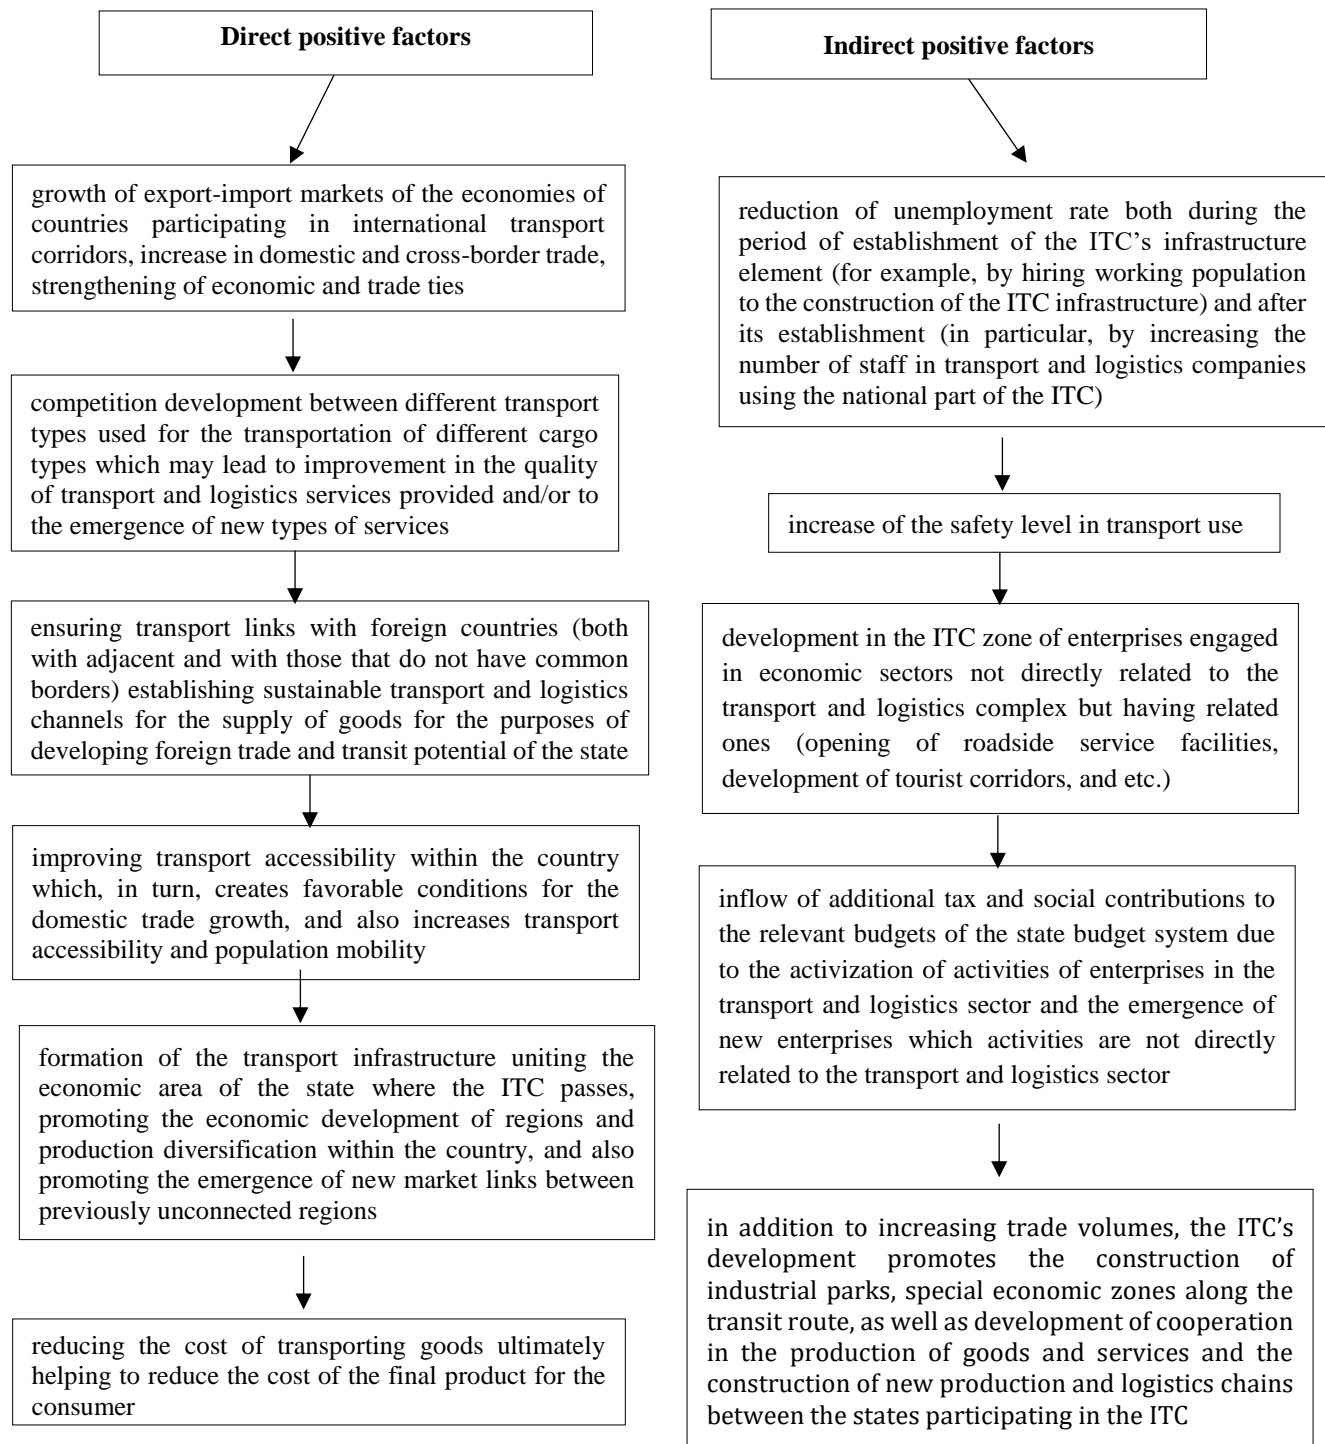 Direct positive factors
growth of export-import markets of the economies of
countries participating in international transport
corridors, increase in domestic and cross-border trade,
strengthening of economic and trade ties
competition development between different transport
types used for the transportation of different cargo
types which may lead to improvement in the quality
of transport and logistics services provided and/or to
the emergence of new types of services
ensuring transport links with foreign countries (both
with adjacent and with those that do not have common
borders) establishing sustainable transport and logistics
channels for the supply of goods for the purposes of
developing foreign trade and transit potential of the state
improving transport accessibility within the country
which, in turn, creates favorable conditions for the
domestic trade growth, and also increases transport
accessibility and population mobility
formation of the transport infrastructure uniting the
economic area of the state where the ITC passes,
promoting the economic development of regions and
production diversification within the country, and also
promoting the emergence of new market links between
previously unconnected regions
reducing the cost of transporting goods ultimately
helping to reduce the cost of the final product for the
consumer
Indirect positive factors
reduction of unemployment rate both during the
period of establishment of the ITC’s infrastructure
element (for example, by hiring working population
to the construction of the ITC infrastructure) and after
its establishment (in particular, by increasing the
number of staff in transport and logistics companies
using the national part of the ITC)
increase of the safety level in transport use
development in the ITC zone of enterprises engaged
in economic sectors not directly related to the
transport and logistics complex but having related
ones (opening of roadside service facilities,
development of tourist corridors, and etc.)
inflow of additional tax and social contributions to
the relevant budgets of the state budget system due
to the activization of activities of enterprises in the
transport and logistics sector and the emergence of
new enterprises which activities are not directly
related to the transport and logistics sector
in addition to increasing trade volumes, the ITC’s
development promotes the construction of
industrial parks, special economic zones along the
transit route, as well as development of cooperation
in the production of goods and services and the
construction of new production and logistics chains
between the states participating in the ITC